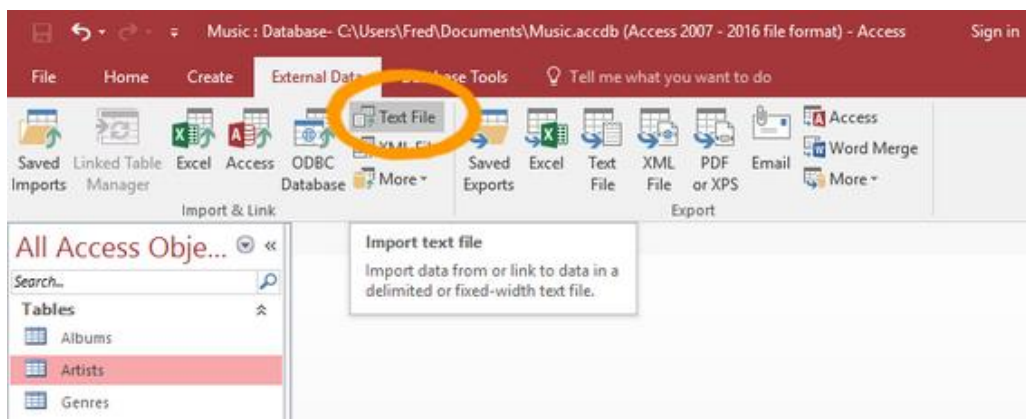 Music : Database- C:\Users\Fred\Documents\Music.accdb (Access 2007 - 2016 file format) - Access Sign in
File Home Create External Data Tools Tell me what you want to do
Saved Imports
Linked Table Manager
Excel
Access
ODBC Database
Text File
More
Import & Link
Saved Exports
Excel
Text File
XML File
PDF or XPS
Email
Access
Word Merge
More
Export
All Access Obje...
Search...
Tables
Albums
Artists
Genres
Import text file
Import data from or link to data in a
delimited or fixed-width text file.